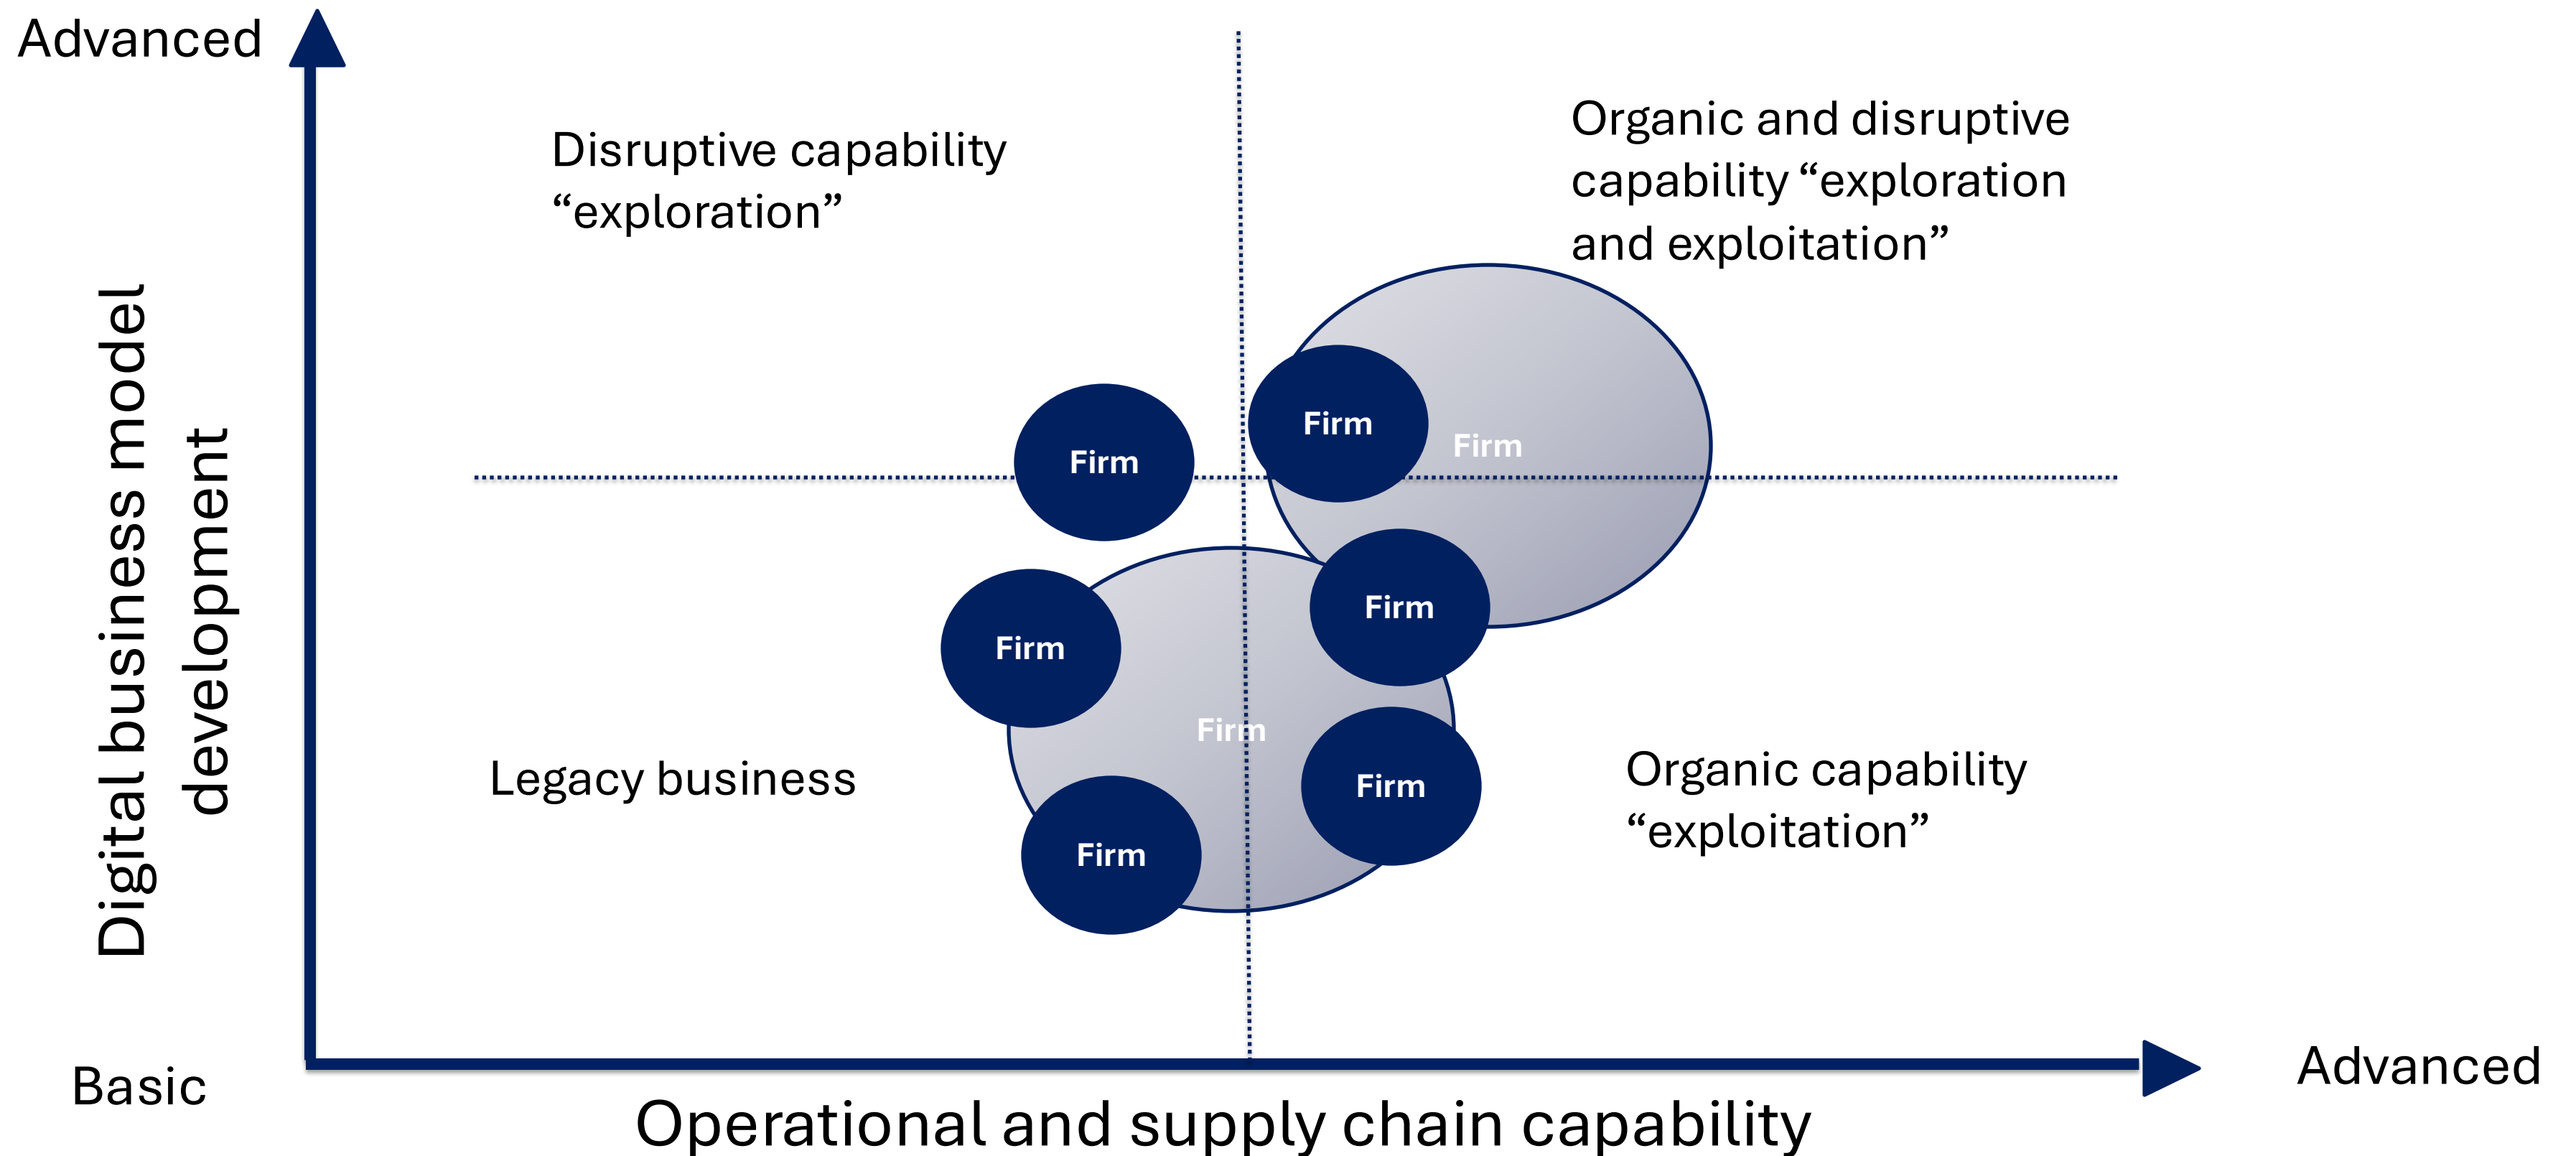 Advanced
Disruptive capability
“exploration”
Organic and disruptive
capability “exploration
and exploitation”
Digital business model
development
Firm
Firm
Firm
Firm
Firm
Firm
Firm
Firm
Legacy business
Organic capability
“exploitation”
Basic
Advanced
Operational and supply chain capability